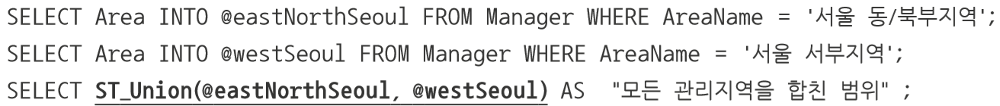 SELECT Area INTO @eastNorthSeoul FROM Manager WHERE AreaName = '서울 동/북부지역';
SELECT Area INTO @westSeoul FROM Manager WHERE AreaName = '서울 서부지역';
SELECT ST_Union(@eastNorthSeoul, @westSeoul) AS  "모든 관리지역을 합친 범위" ;